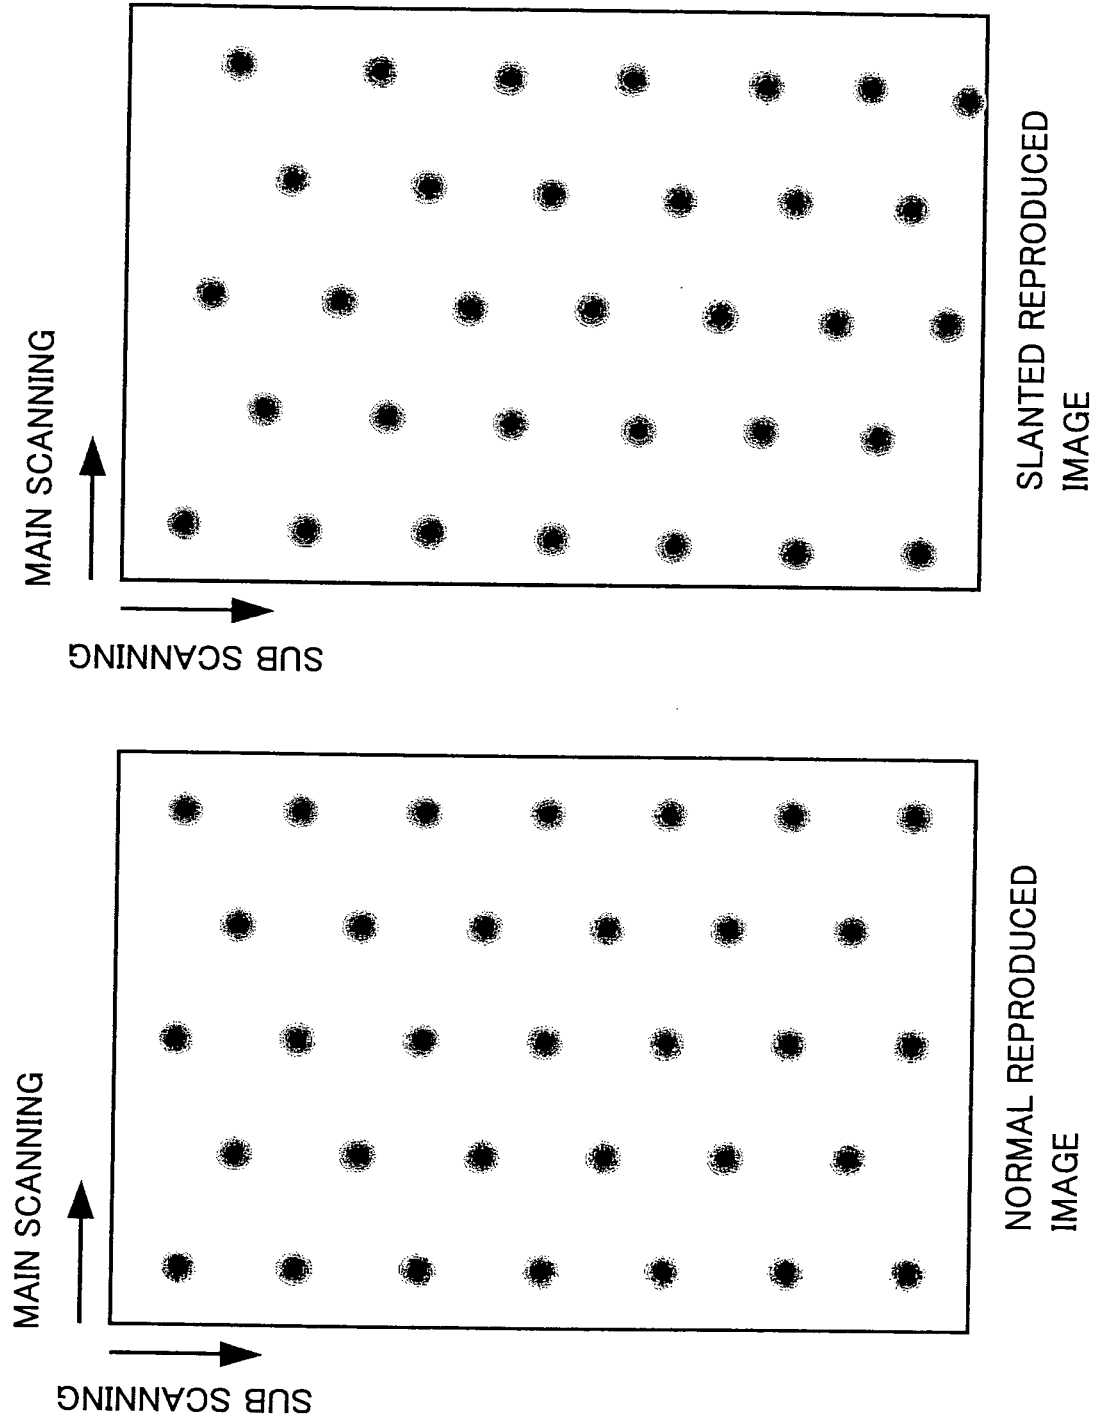 MAIN SCANNING
SUB SCANNING
NORMAL REPRODUCED
IMAGE
MAIN SCANNING
SUB SCANNING
SLANTED REPRODUCED
IMAGE